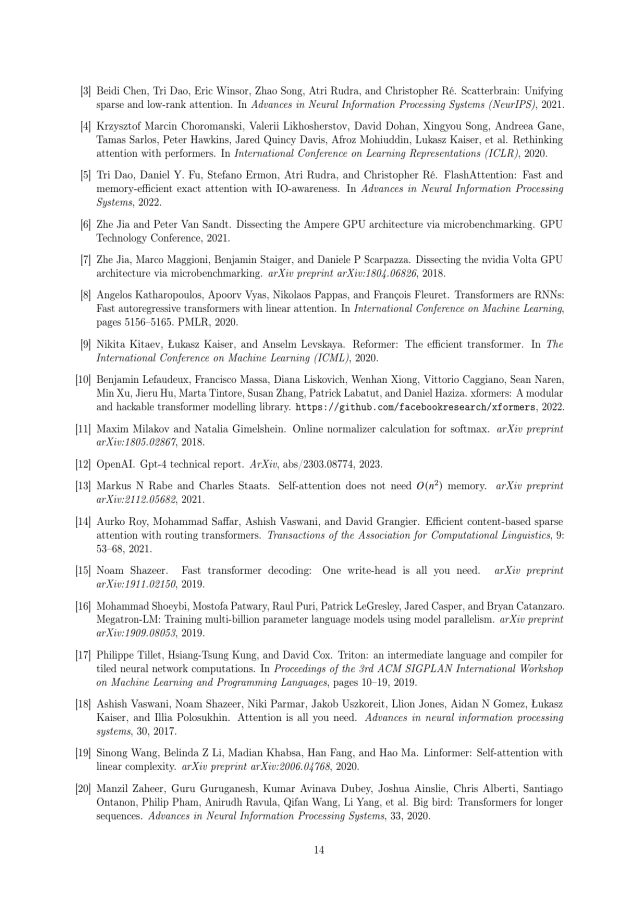 [3] Beidi Chen, Tri Dao, Eric Winsor, Zhao Song, Atri Rudra, and Christopher Ré. Scatterbrain: Unifying
sparse and low-rank attention. In Advances in Neural Information Processing Systems (NeurIPS), 2021.
[4] Krzysztof Marcin Choromanski, Valerii Likhosherstov, David Dohan, Xingyou Song, Andreea Gane,
Tamas Sarlos, Peter Hawkins, Jared Quincy Davis, Afroz Mohiuddin, Lukasz Kaiser, et al. Rethinking
attention with performers. In International Conference on Learning Representations (ICLR), 2020.
[5] Tri Dao, Daniel Y. Fu, Stefano Ermon, Atri Rudra, and Christopher Ré. FlashAttention: Fast and
memory-efficient exact attention with IO-awareness. In Advances in Neural Information Processing
Systems, 2022.
[6] Zhe Jia and Peter Van Sandt. Dissecting the Ampere GPU architecture via microbenchmarking. GPU
Technology Conference, 2021.
[7] Zhe Jia, Marco Maggioni, Benjamin Staiger, and Daniele P Scarpazza. Dissecting the nvidia Volta GPU
architecture via microbenchmarking. arXiv preprint arXiv:1804.06826, 2018.
[8] Angelos Katharopoulos, Apoorv Vyas, Nikolaos Pappas, and François Fleuret. Transformers are RNNs:
Fast autoregressive transformers with linear attention. In International Conference on Machine Learning,
pages 5156–5165. PMLR, 2020.
[9] Nikita Kitaev, Łukasz Kaiser, and Anselm Levskaya. Reformer: The efficient transformer. In The
International Conference on Machine Learning (ICML), 2020.
[10] Benjamin Lefaudeux, Francisco Massa, Diana Liskovich, Wenhan Xiong, Vittorio Caggiano, Sean Naren,
Min Xu, Jieru Hu, Marta Tintore, Susan Zhang, Patrick Labatut, and Daniel Haziza. xformers: A modular
and hackable transformer modelling library. https://github.com/facebookresearch/xformers, 2022.
[11] Maxim Milakov and Natalia Gimelshein. Online normalizer calculation for softmax. arXiv preprint
arXiv:1805.02867, 2018.
[12] OpenAI. Gpt-4 technical report. ArXiv, abs/2303.08774, 2023.
[13] Markus N Rabe and Charles Staats. Self-attention does not need O(n²) memory. arXiv preprint
arXiv:2112.05682, 2021.
[14] Aurko Roy, Mohammad Saffar, Ashish Vaswani, and David Grangier. Efficient content-based sparse
attention with routing transformers. Transactions of the Association for Computational Linguistics, 9:
53–68, 2021.
[15] Noam Shazeer. Fast transformer decoding: One write-head is all you need. arXiv preprint
arXiv:1911.02150, 2019.
[16] Mohammad Shoeybi, Mostofa Patwary, Raul Puri, Patrick LeGresley, Jared Casper, and Bryan Catanzaro.
Megatron-LM: Training multi-billion parameter language models using model parallelism. arXiv preprint
arXiv:1909.08053, 2019.
[17] Philippe Tillet, Hsiang-Tsung Kung, and David Cox. Triton: an intermediate language and compiler for
tiled neural network computations. In Proceedings of the 3rd ACM SIGPLAN International Workshop
on Machine Learning and Programming Languages, pages 10–19, 2019.
[18] Ashish Vaswani, Noam Shazeer, Niki Parmar, Jakob Uszkoreit, Llion Jones, Aidan N Gomez, Łukasz
Kaiser, and Illia Polosukhin. Attention is all you need. Advances in neural information processing
systems, 30, 2017.
[19] Sinong Wang, Belinda Z Li, Madian Khabsa, Han Fang, and Hao Ma. Linformer: Self-attention with
linear complexity. arXiv preprint arXiv:2006.04768, 2020.
[20] Manzil Zaheer, Guru Guruganesh, Kumar Avinava Dubey, Joshua Ainslie, Chris Alberti, Santiago
Ontanon, Philip Pham, Anirudh Ravula, Qifan Wang, Li Yang, et al. Big bird: Transformers for longer
sequences. Advances in Neural Information Processing Systems, 33, 2020.
14